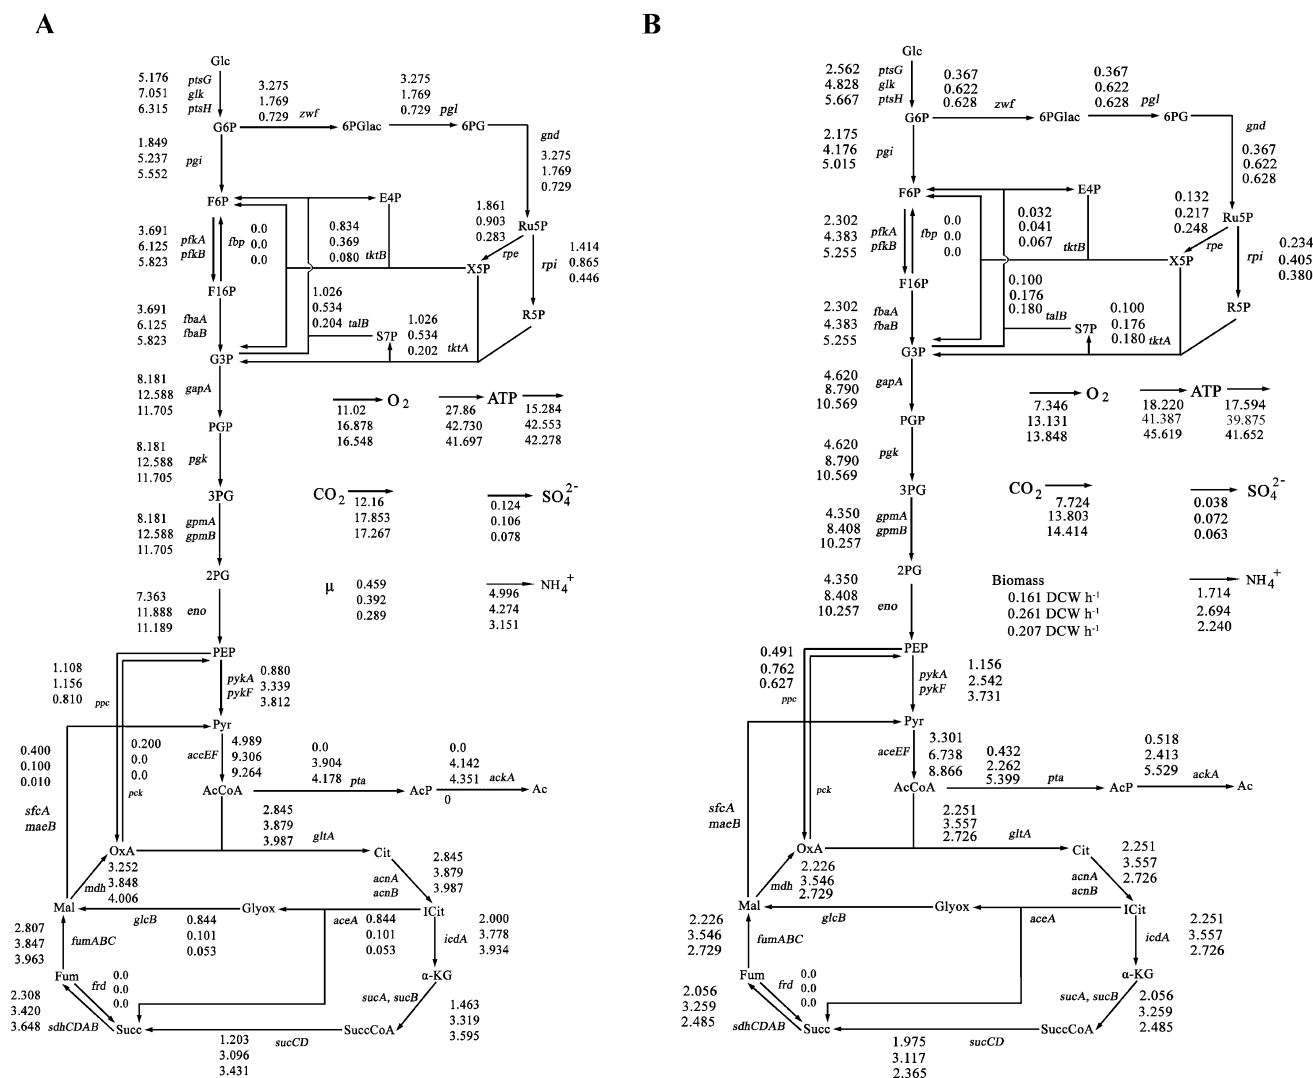 A
Glc
5.176
7.051
6.315
ptsG
glk
ptsH
3.275
1.769
0.729
zwf
3.275
1.769
0.729
pgl
G6P
6PGlac
6PG
gnd
3.275
1.769
0.729
1.849
5.237
5.552
pgi
F6P
E4P
1.861
0.903
0.283
Ru5P
rpe
1.414
0.865
0.446
rpi
3.691
6.125
5.823
pfkA
pfkB
fbp
0.0
0.0
0.0
0.834
0.369
0.080
tktB
X5P
F16P
3.691
6.125
5.823
fbaA
fbaB
1.026
0.534
0.204
talB
S7P
1.026
0.534
0.202
tktA
R5P
G3P
8.181
12.588
11.705
gapA
11.02
16.878
16.548
O2
27.86
42.730
41.697
ATP
15.284
42.553
42.278
PGP
8.181
12.588
11.705
pgk
3PG
CO2
12.16
17.853
17.267
0.124
0.106
0.078
SO4 2-
8.181
12.588
11.705
gpmA
gpmB
2PG
μ
0.459
0.392
0.289
4.996
4.274
3.151
NH4 +
7.363
11.888
11.189
eno
PEP
1.108
1.156
0.810
ppc
pykA
pykF
0.880
3.339
3.812
Pyr
0.400
0.100
0.010
0.200
0.0
0.0
pck
aceEF
4.989
9.306
9.264
0.0
3.904
4.178
pta
0.0
4.142
4.351
ackA
0
AcCoA
AcP
Ac
sfcA
maeB
2.845
3.879
3.987
gltA
OxA
Cit
3.252
3.848
4.006
mdh
acnA
acnB
2.845
3.879
3.987
Mal
Glyox
ICit
glcB
0.844
0.101
0.053
aceA
0.844
0.101
0.053
2.000
3.778
3.934
icdA
2.807
3.847
3.963
fumABC
Fum
frd
0.0
0.0
0.0
α-KG
sucA, sucB
1.463
3.319
3.595
2.308
3.420
3.648
sdhCDAB
Succ
SuccCoA
1.203
3.096
3.431
sucCD
B
Glc
2.562
4.828
5.667
ptsG
glk
ptsH
0.367
0.622
0.628
zwf
0.367
0.622
0.628
pgl
G6P
6PGlac
6PG
gnd
0.367
0.622
0.628
2.175
4.176
5.015
pgi
F6P
E4P
0.132
0.217
0.248
Ru5P
rpe
0.234
0.405
0.380
rpi
2.302
4.383
5.255
pfkA
pfkB
fbp
0.0
0.0
0.0
0.032
0.041
0.067
tktB
X5P
F16P
2.302
4.383
5.255
fbaA
fbaB
0.100
0.176
0.180
talB
S7P
0.100
0.176
0.180
tktA
R5P
G3P
4.620
8.790
10.569
gapA
7.346
13.131
13.848
O2
18.220
41.387
45.619
ATP
17.594
39.875
41.652
PGP
4.620
8.790
10.569
pgk
3PG
CO2
7.724
13.803
14.414
0.038
0.072
0.063
SO4 2-
4.350
8.408
10.257
gpmA
gpmB
2PG
Biomass
0.161 DCW h-1
0.261 DCW h-1
0.207 DCW h-1
1.714
2.694
2.240
NH4 +
4.350
8.408
10.257
eno
PEP
0.491
0.762
0.627
ppc
pykA
pykF
1.156
2.542
3.731
Pyr
pck
aceEF
3.301
6.738
8.866
0.432
2.262
5.399
pta
0.518
2.413
5.529
ackA
AcCoA
AcP
Ac
sfcA
maeB
2.251
3.557
2.726
gltA
OxA
Cit
2.226
3.546
2.729
mdh
acnA
acnB
2.251
3.557
2.726
Mal
Glyox
ICit
glcB
aceA
2.251
3.557
2.726
icdA
2.226
3.546
2.729
fumABC
Fum
frd
0.0
0.0
0.0
α-KG
sucA, sucB
2.056
3.259
2.485
2.056
3.259
2.485
sdhCDAB
Succ
SuccCoA
1.975
3.117
2.365
sucCD